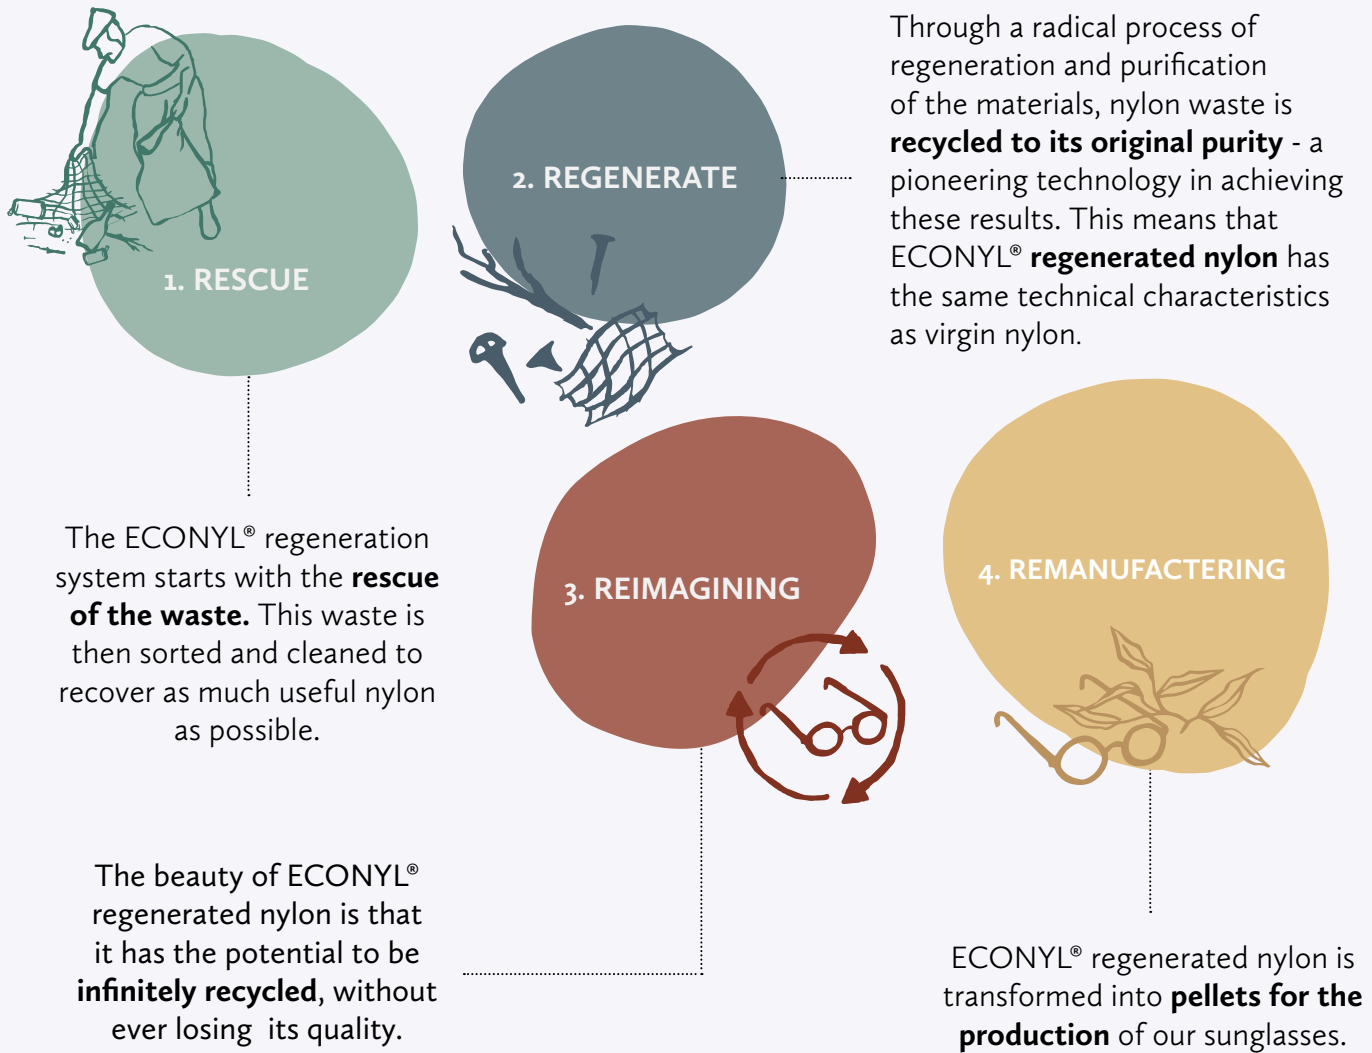 1. RESCUE
The ECONYL® regeneration
system starts with the rescue
of the waste. This waste is
then sorted and cleaned to
recover as much useful nylon
as possible.
2. REGENERATE
Through a radical process of
regeneration and purification
of the materials, nylon waste is
recycled to its original purity - a
pioneering technology in achieving
these results. This means that
ECONYL® regenerated nylon has
the same technical characteristics
as virgin nylon.
3. REIMAGINING
The beauty of ECONYL®
regenerated nylon is that
it has the potential to be
infinitely recycled, without
ever losing its quality.
4. REMANUFACTERING
ECONYL® regenerated nylon is
transformed into pellets for the
production of our sunglasses.